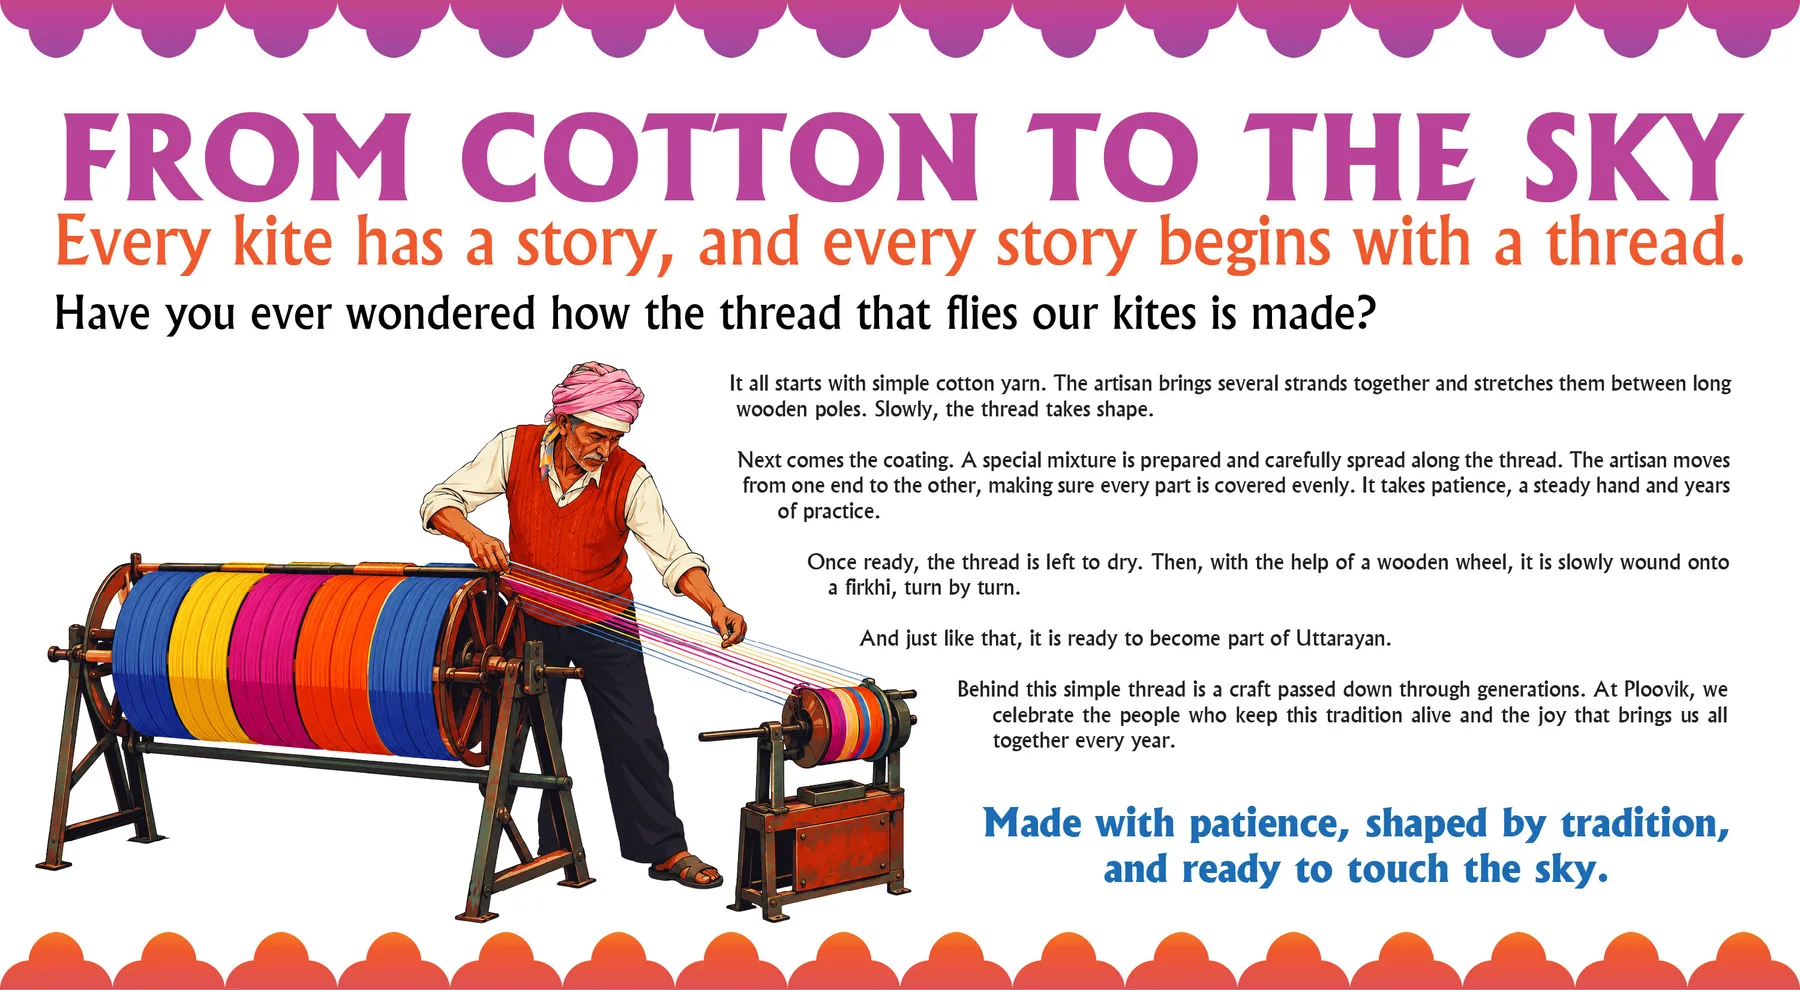 FROM COTTON TO THE SKY
Every kite has a story, and every story begins with a thread.
Have you ever wondered how the thread that flies our kites is made?
It all starts with simple cotton yarn. The artisan brings several strands together and stretches them between long
wooden poles. Slowly, the thread takes shape.
Next comes the coating. A special mixture is prepared and carefully spread along the thread. The artisan moves
from one end to the other, making sure every part is covered evenly. It takes patience, a steady hand and years
of practice.
Once ready, the thread is left to dry. Then, with the help of a wooden wheel, it is slowly wound onto
a firkhi, turn by turn.
And just like that, it is ready to become part of Uttarayan.
Behind this simple thread is a craft passed down through generations. At Ploovik, we
celebrate the people who keep this tradition alive and the joy that brings us all
together every year.
Made with patience, shaped by tradition,
and ready to touch the sky.